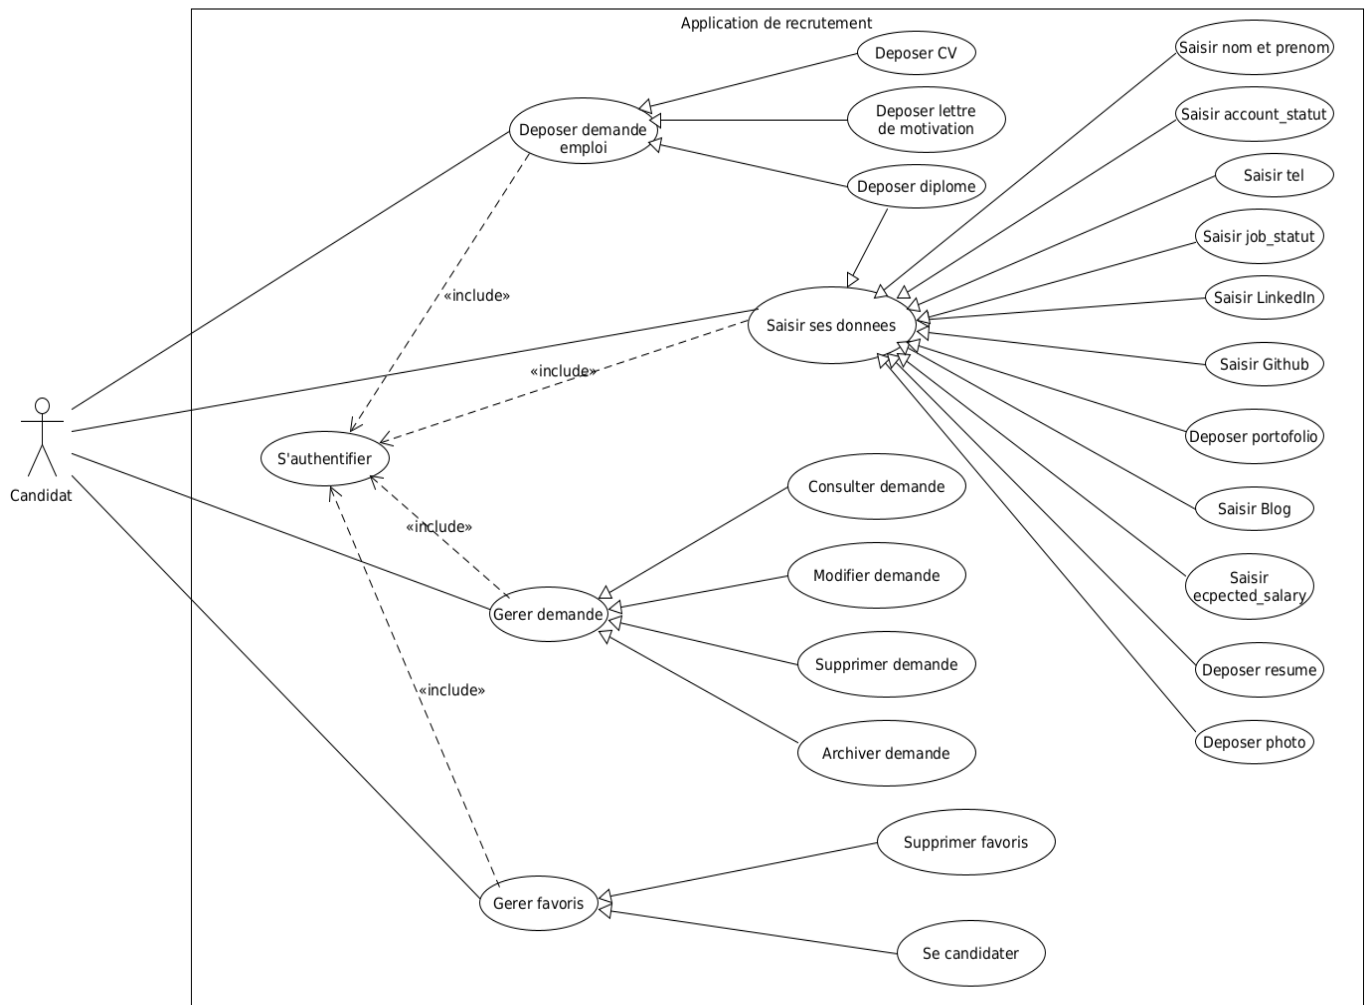 Application de recrutement
Deposer CV
Saisir nom et prenom
Deposer demande
emploi
Deposer lettre
de motivation
Saisir account_statut
Deposer diplome
Saisir tel
Saisir job_statut
«include»
Saisir LinkedIn
Saisir ses donnees
«include»
Saisir Github
Candidat
S'authentifier
Deposer portofolio
Consulter demande
«include»
Saisir Blog
Modifier demande
Saisir
ecpected_salary
Gerer demande
Supprimer demande
Deposer resume
«include»
Archiver demande
Deposer photo
Supprimer favoris
Gerer favoris
Se candidater